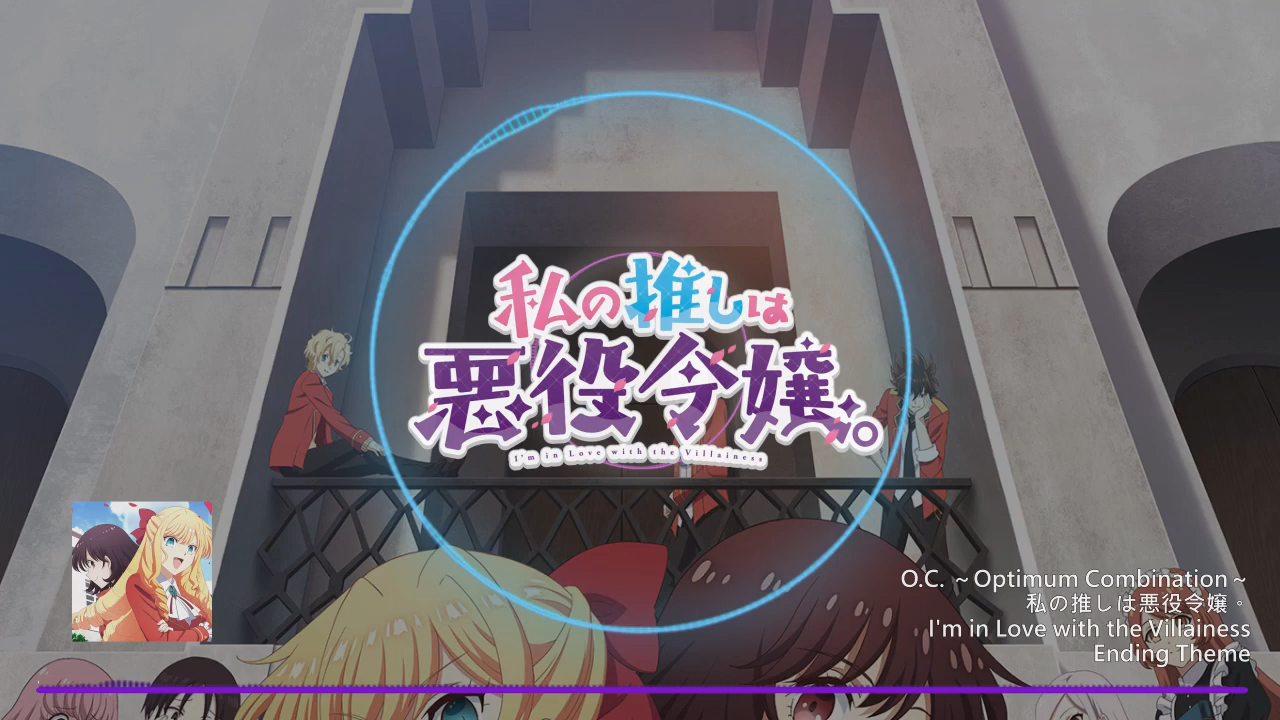 私の推しは
悪役令嬢。
I'm in Love with the Villainess
O.C. ～Optimum Combination～
私の推しは悪役令嬢。
I'm in Love with the Villainess
Ending Theme